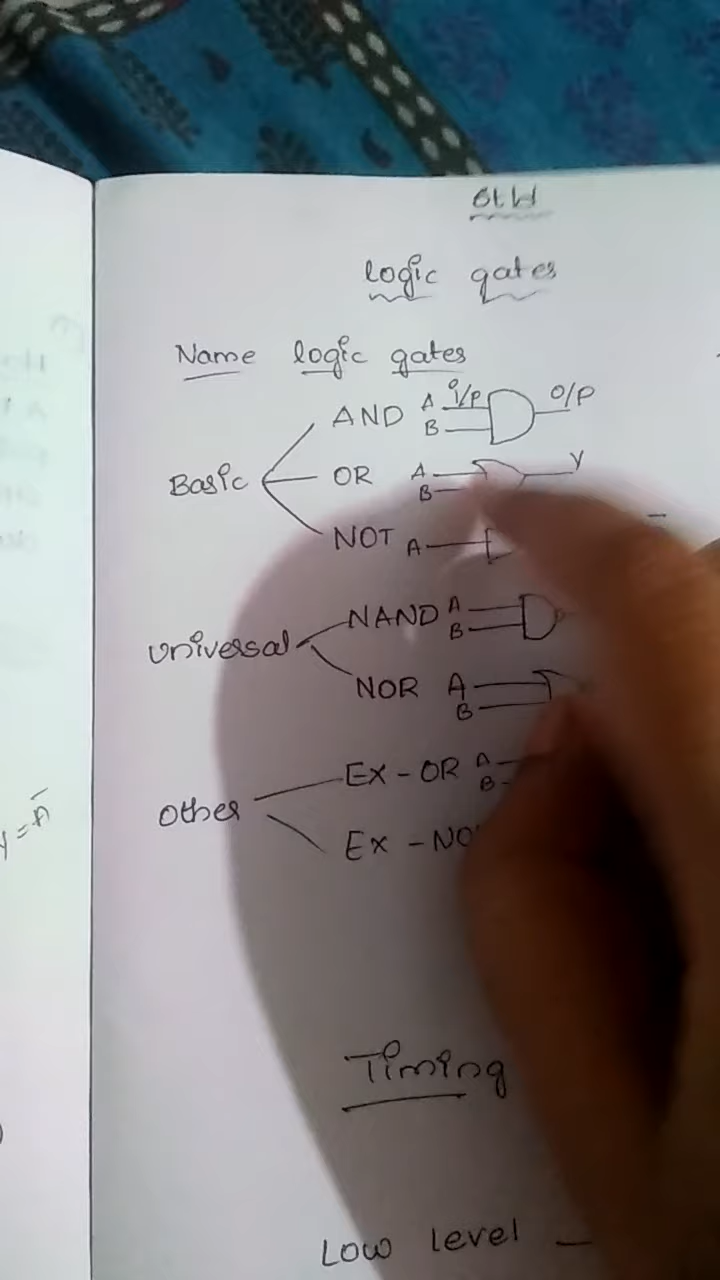 logic gates
Name logic gates
AND A I/P B O/P
Basic OR A B Y
NOT A
NAND A B
Universal
NOR A B
Ex - OR A B
Other
Ex - NO
Timing
Low level -